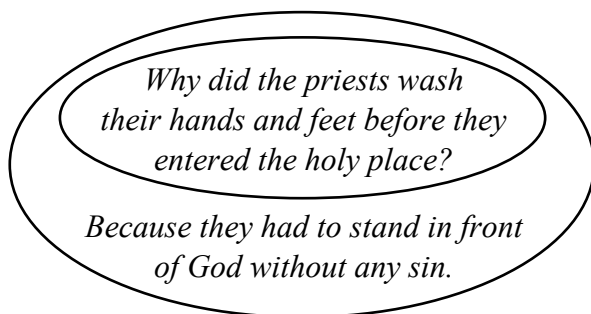 Why did the priests wash
their hands and feet before they
entered the holy place?
Because they had to stand in front
of God without any sin.